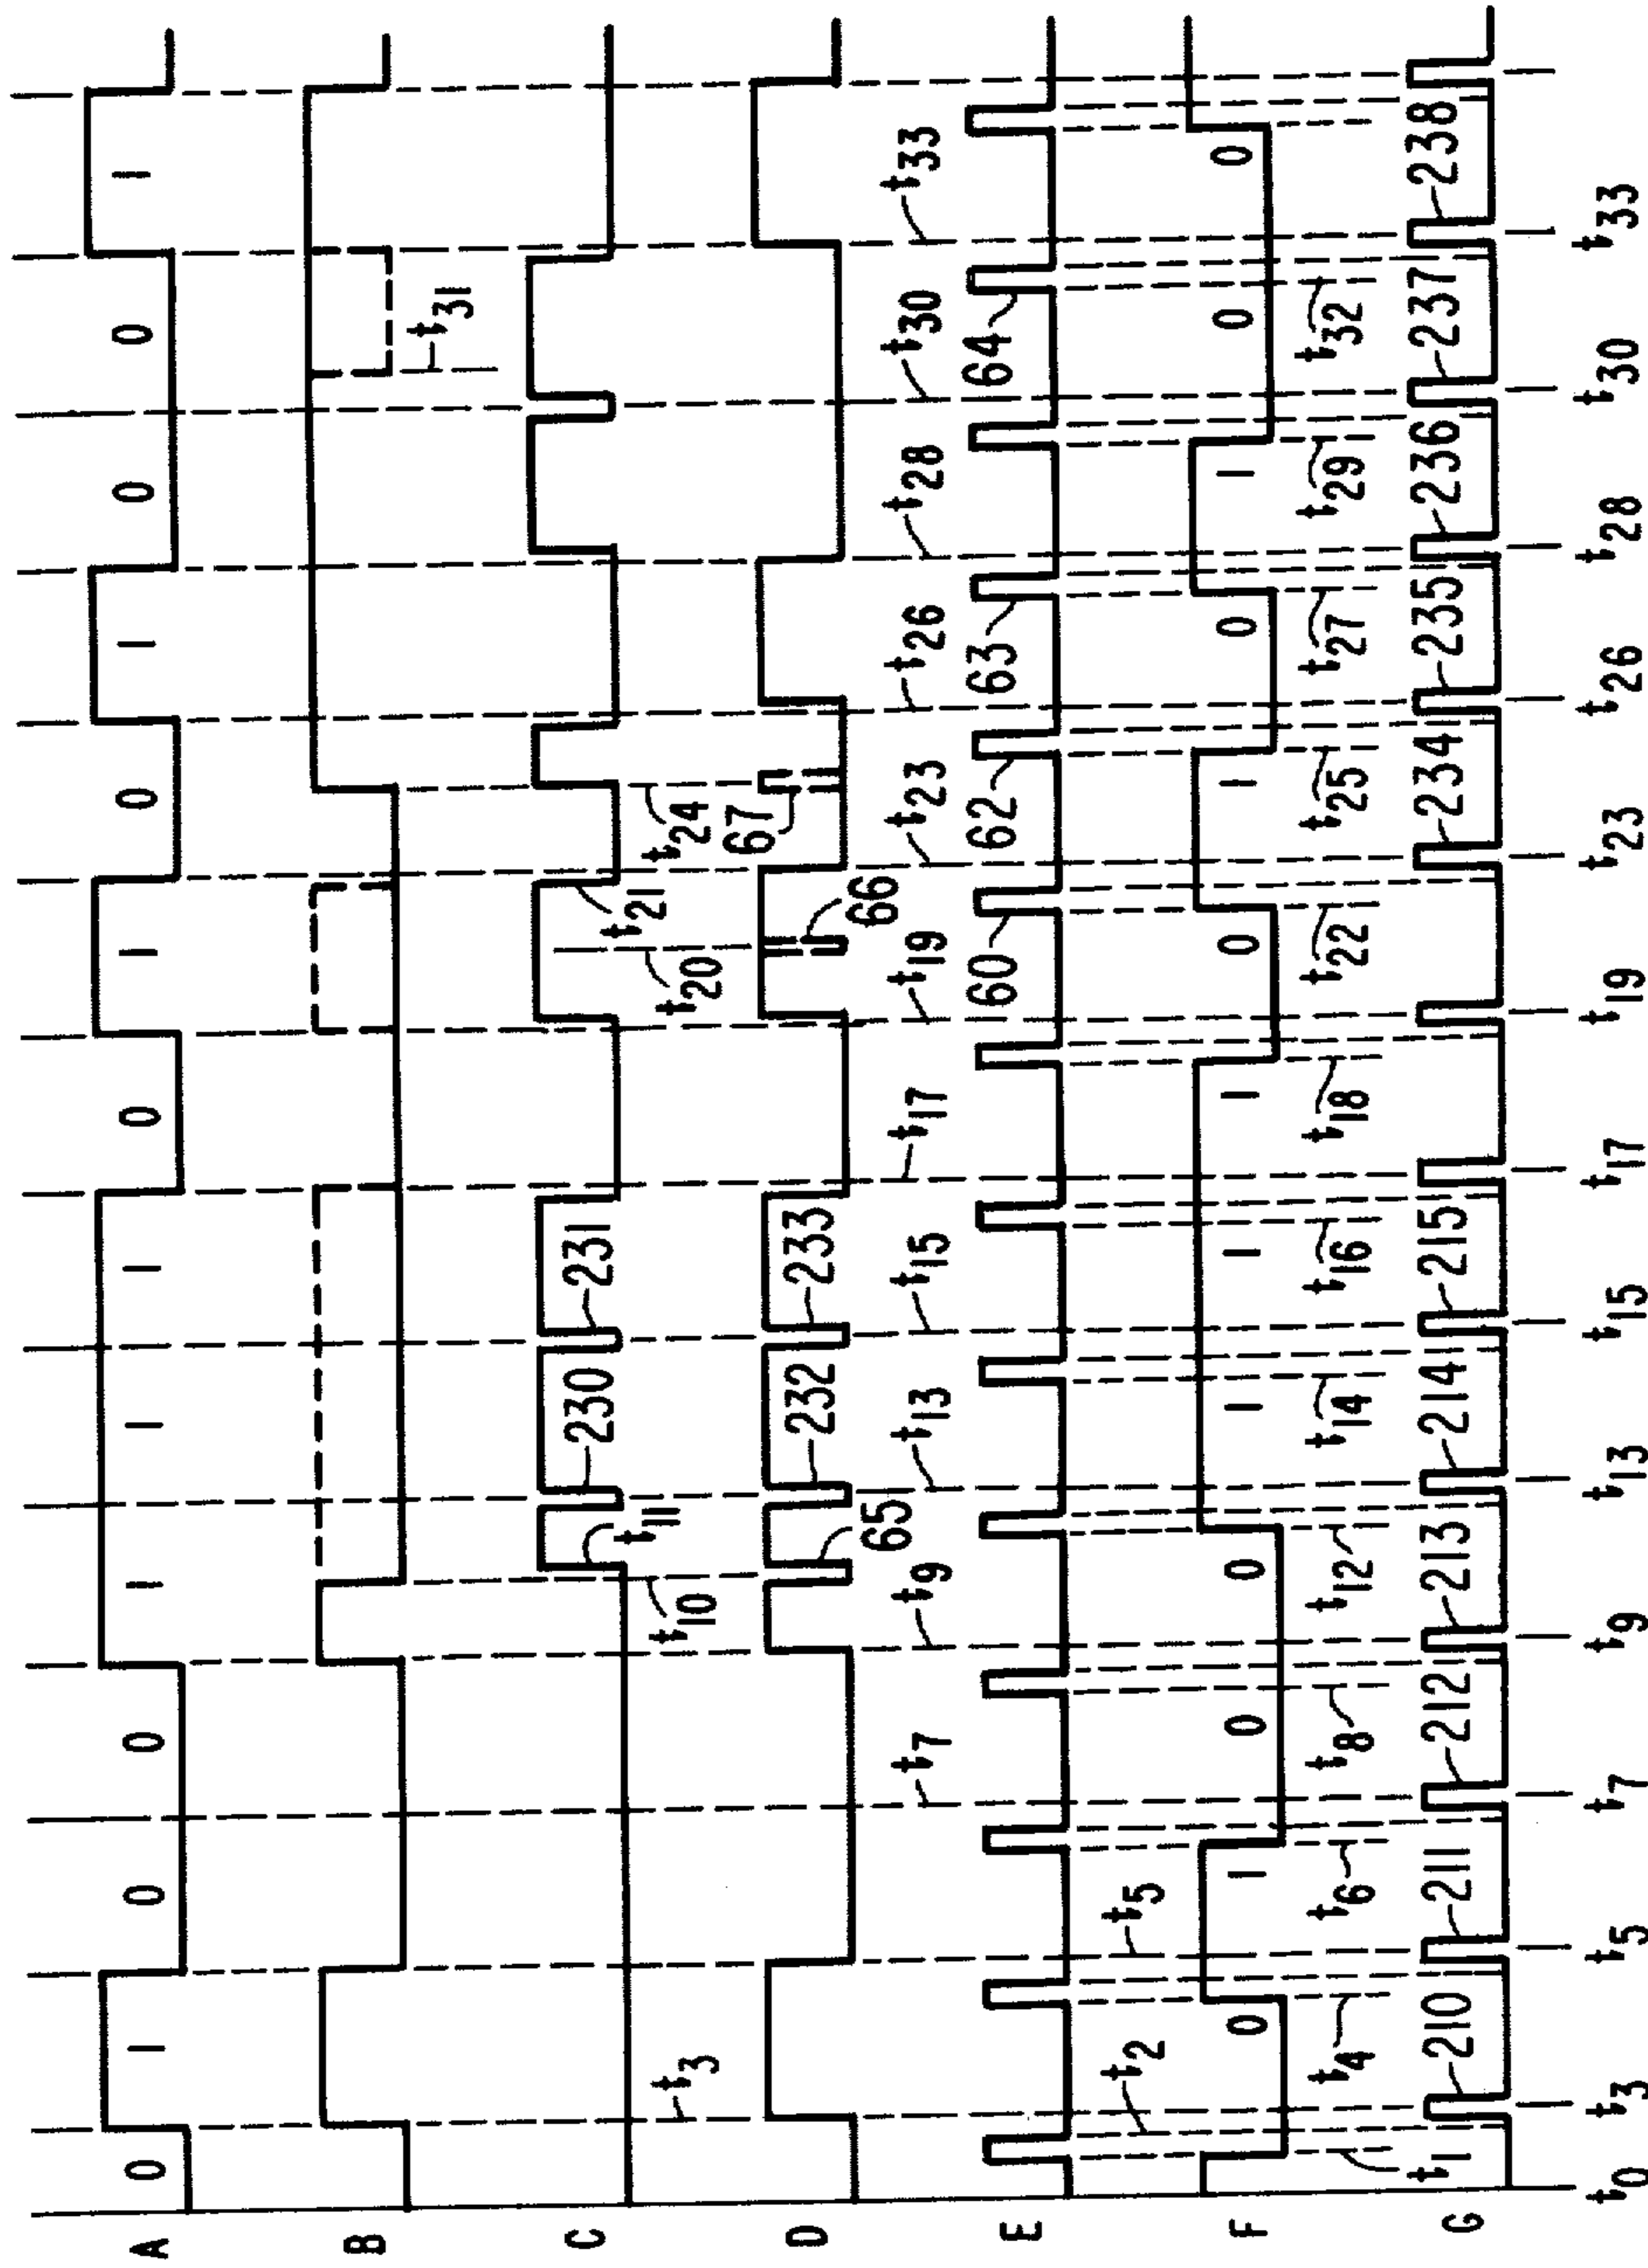 A 0 1 0 0 1 1 1 0 1 0 1 0 0 1
B t31
C t11 230 231 t21
t3 t10 t20 t24
D 65 232 233 66 67
t7 t9 t13 t15 t17 t19 t23 t26 t28 t30 t33
E 60 62 63 64
t2 t5
F 0 1 0 0 1 1 1 0 1 0 1 0 0
t1 t4 t6 t8 t12 t14 t16 t18 t22 t25 t27 t29 t32
G 210 211 212 213 214 215 234 235 236 237 238
t0 t3 t5 t7 t9 t13 t15 t17 t19 t23 t26 t28 t30 t33